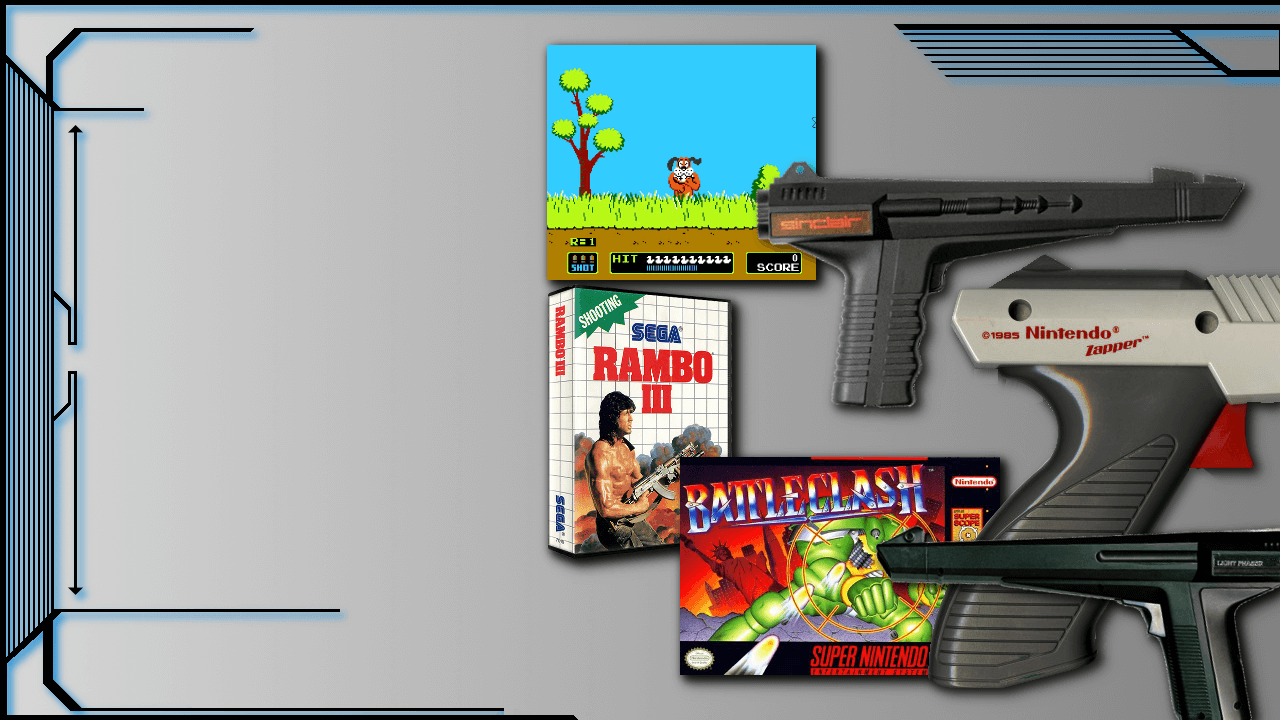 R=1
SHOT
HIT
0
SCORE
sinclair
©1985 Nintendo®
Zapper™
SHOOTING
SEGA®
RAMBO
III
RAMBO III
SEGA
BATTLECLASH™
Nintendo
SUPER
SCOPE
SUPER NINTENDO
ENTERTAINMENT SYSTEM
LIGHT PHASER